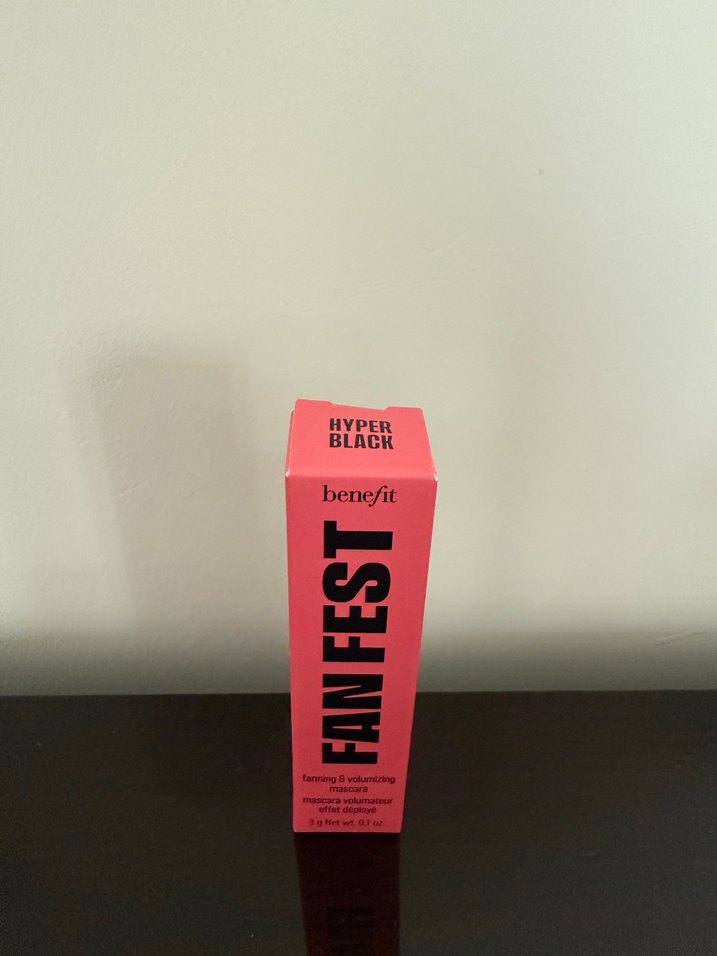 HYPER
BLACK
benefit
FAN FEST
fanning & volumizing
mascara
mascara volumateur
effet déployé
3 g Net wt. 0.1 oz.